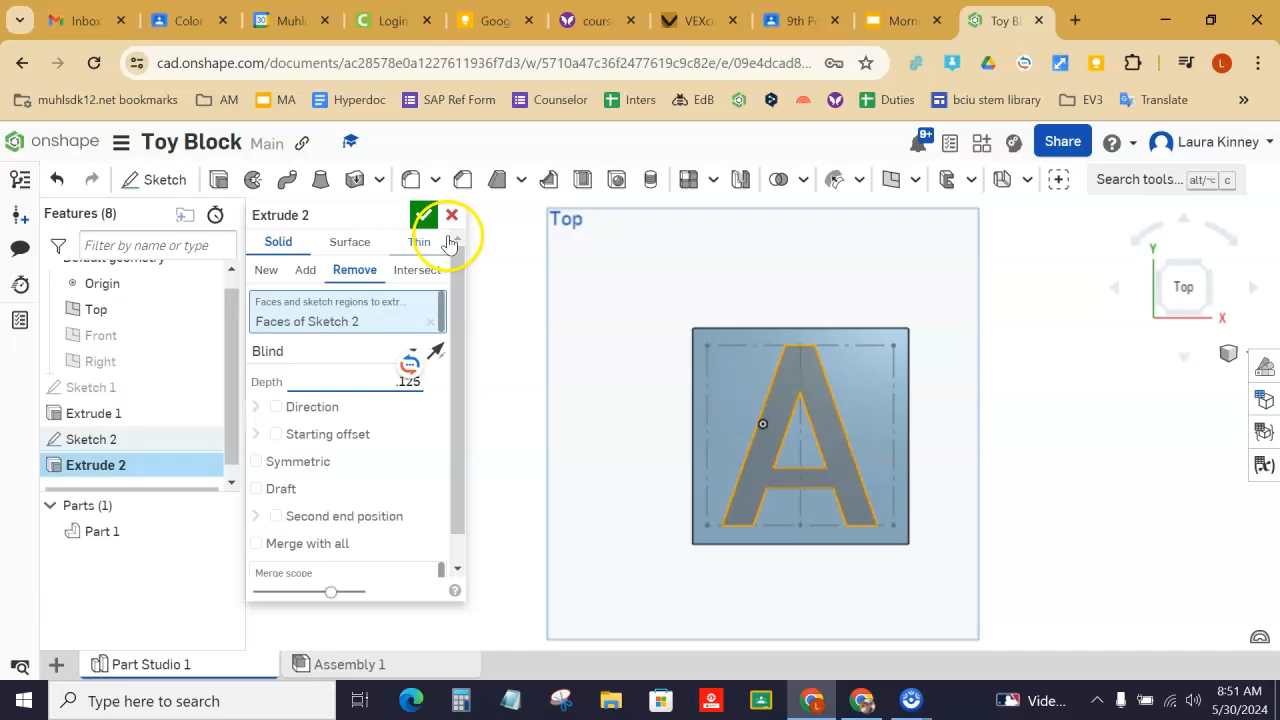 Inbox
Color
Muhle
Login
Goog
cours
VEXco
9th P
Morn
Toy Bl
cad.onshape.com/documents/ac28578e0a1227611936f7d3/w/5710a47c36f2477619c9c82e/e/09e4dcad8...
muhlsdk12.net bookmarks AM MA Hyperdoc SAP Ref Form Counselor Inters EdB Duties bciu stem library EV3 Translate
onshape Toy Block Main 9+ Share Laura Kinney
Sketch Search tools... alt/⌥ c
Features (8)
Filter by name or type
Default geometry
Origin
Top
Front
Right
Sketch 1
Extrude 1
Sketch 2
Extrude 2
Parts (1)
Part 1
Extrude 2
Solid Surface Thin
New Add Remove Intersect
Faces and sketch regions to extr...
Faces of Sketch 2
Blind
Depth .125
Direction
Starting offset
Symmetric
Draft
Second end position
Merge with all
Merge scope
Top
A
Y
Top
X
Part Studio 1 Assembly 1
Type here to search
Vide...
8:51 AM
5/30/2024